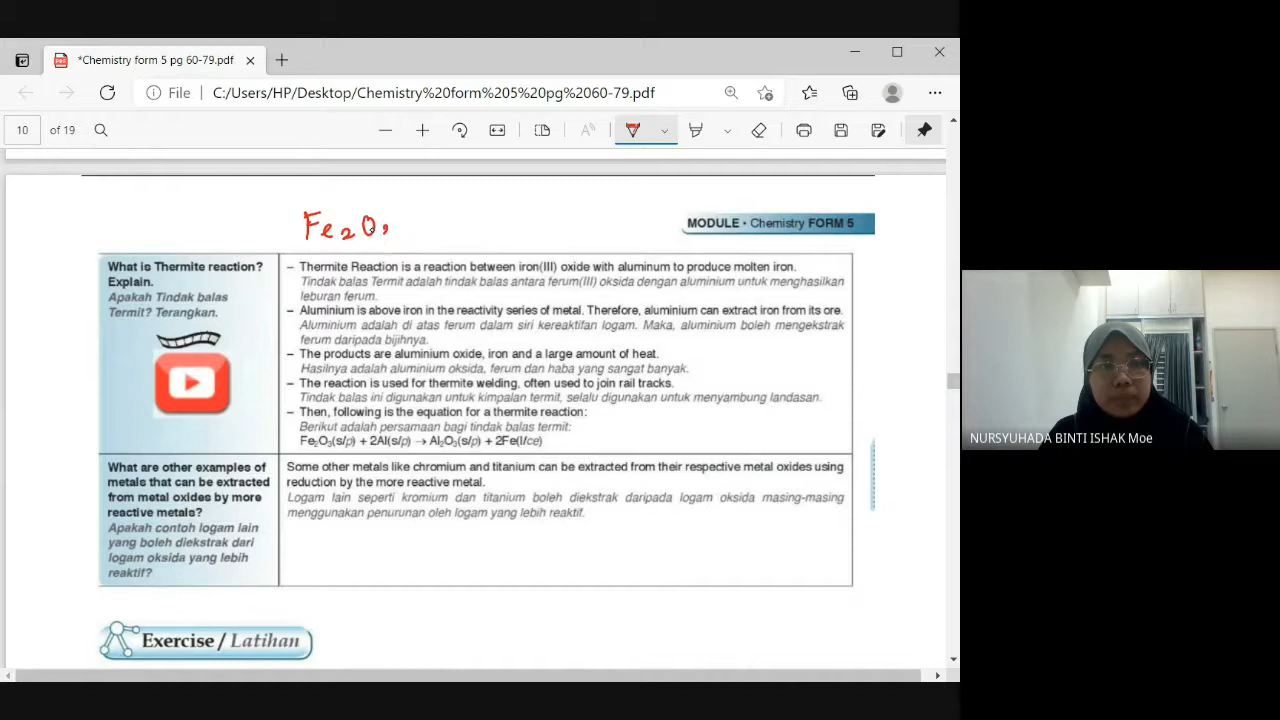 *Chemistry form 5 pg 60-79.pdf
File C:/Users/HP/Desktop/Chemistry%20form%205%20pg%2060-79.pdf
10 of 19
Fe2O
MODULE • Chemistry FORM 5
What is Thermite reaction?
Explain.
Apakah Tindak balas
Termit? Terangkan.
– Thermite Reaction is a reaction between iron(III) oxide with aluminum to produce molten iron.
Tindak balas Termit adalah tindak balas antara ferum(III) oksida dengan aluminium untuk menghasilkan
leburan ferum.
– Aluminium is above iron in the reactivity series of metal. Therefore, aluminium can extract iron from its ore.
Aluminium adalah di atas ferum dalam siri kereaktifan logam. Maka, aluminium boleh mengekstrak
ferum daripada bijihnya.
– The products are aluminium oxide, iron and a large amount of heat.
Hasilnya adalah aluminium oksida, ferum dan haba yang sangat banyak.
– The reaction is used for thermite welding, often used to join rail tracks.
Tindak balas ini digunakan untuk kimpalan termit, selalu digunakan untuk menyambung landasan.
– Then, following is the equation for a thermite reaction:
Berikut adalah persamaan bagi tindak balas termit:
Fe₂O₃(s/p) + 2Al(s/p) → Al₂O₃(s/p) + 2Fe(l/ce)
What are other examples of
metals that can be extracted
from metal oxides by more
reactive metals?
Apakah contoh logam lain
yang boleh diekstrak dari
logam oksida yang lebih
reaktif?
Some other metals like chromium and titanium can be extracted from their respective metal oxides using
reduction by the more reactive metal.
Logam lain seperti kromium dan titanium boleh diekstrak daripada logam oksida masing-masing
menggunakan penurunan oleh logam yang lebih reaktif.
Exercise / Latihan
NURSYUHADA BINTI ISHAK Moe